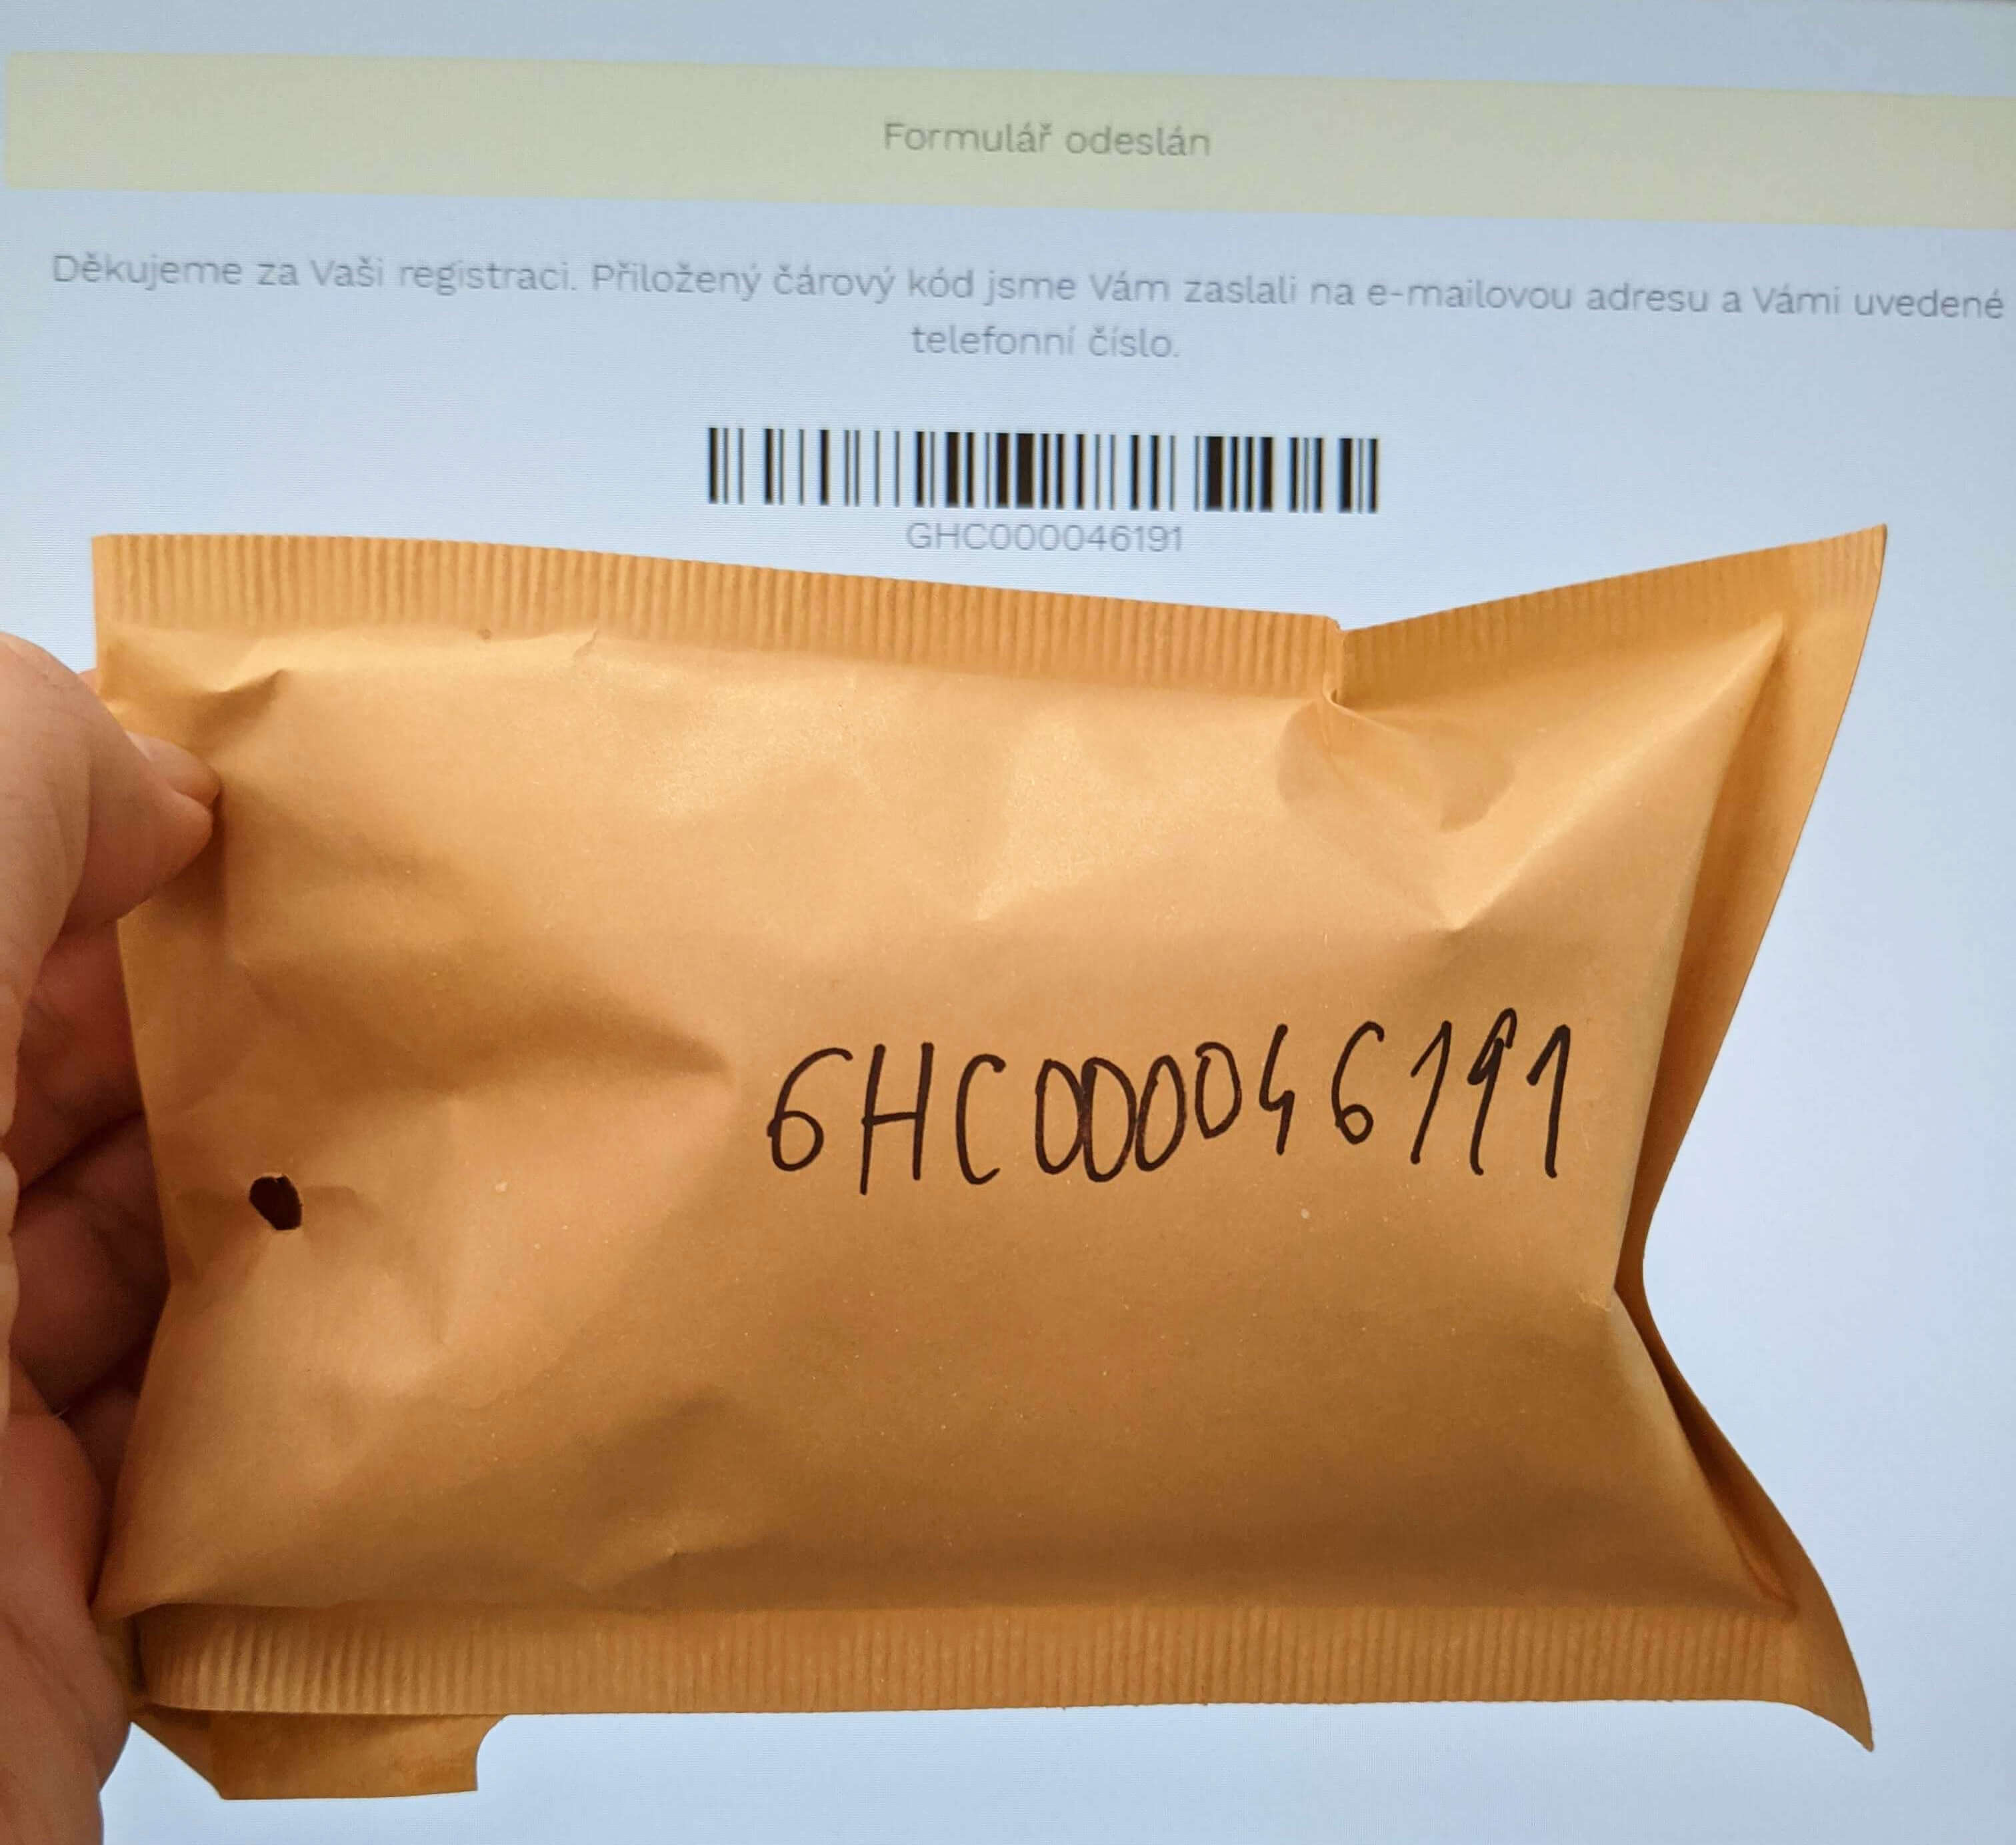 Formulář odeslán
Děkujeme za Vaši registraci. Přiložený čárový kód jsme Vám zaslali na e-mailovou adresu a Vámi uvedené
telefonní číslo.
GHC000046191
GHC000046191